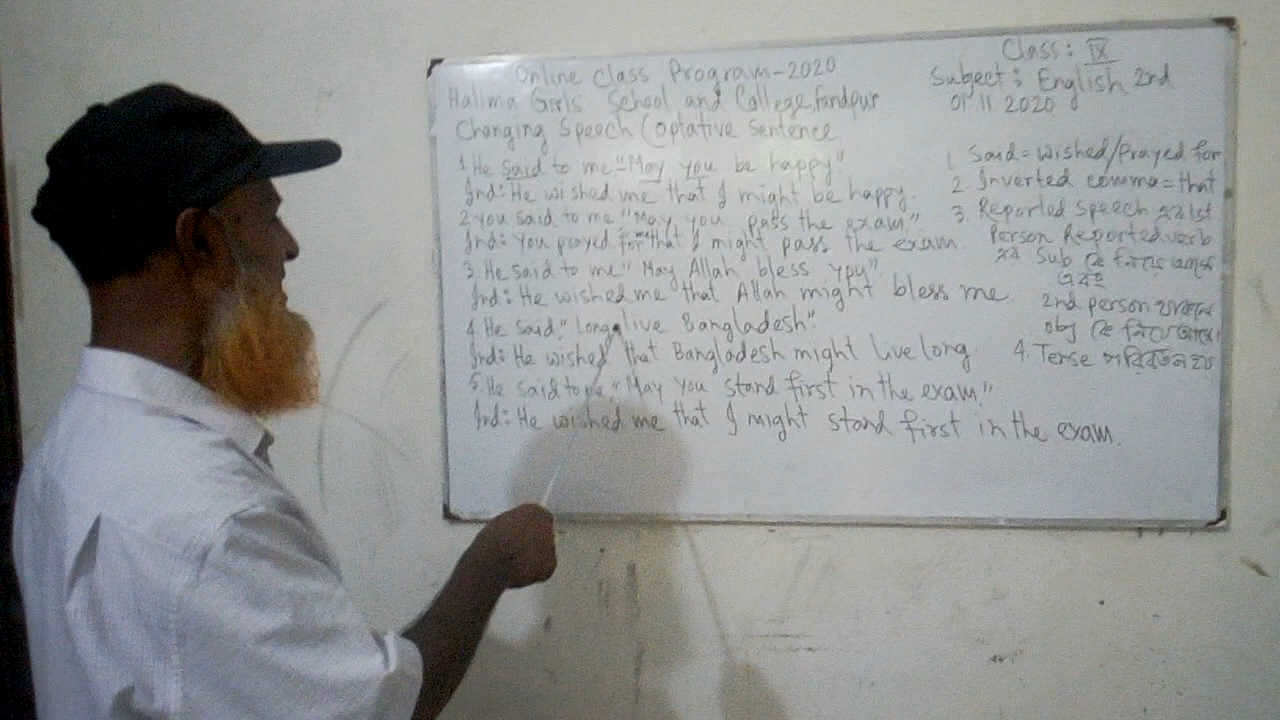 Online Class Program-2020
Halima Girls School and College, Faridpur
Changing Speech (Optative Sentence
1. He said to me "May you be happy"
Ind: He wished me that I might be happy.
2. You said to me "May you pass the exam."
Ind: You prayed for me that I might pass the exam.
3. He said to me "May Allah bless you"
Ind: He wished me that Allah might bless me
4. He said "Long live Bangladesh".
Ind: He wished that Bangladesh might live long
5. He said to me, "May you stand first in the exam."
Ind: He wished me that I might stand first in the exam.
Class: IX
Subject: English 2nd
01 11 2020
1. Said = wished/Prayed for
2 Inverted comma = that
3. Reported Speech এর 1st
Person Reported verb
এর Sub কে নিয়ে আসে
এবং
2nd person থাকলে
obj কে নিয়ে আসে।
4. Tense পরিবর্তন হয়